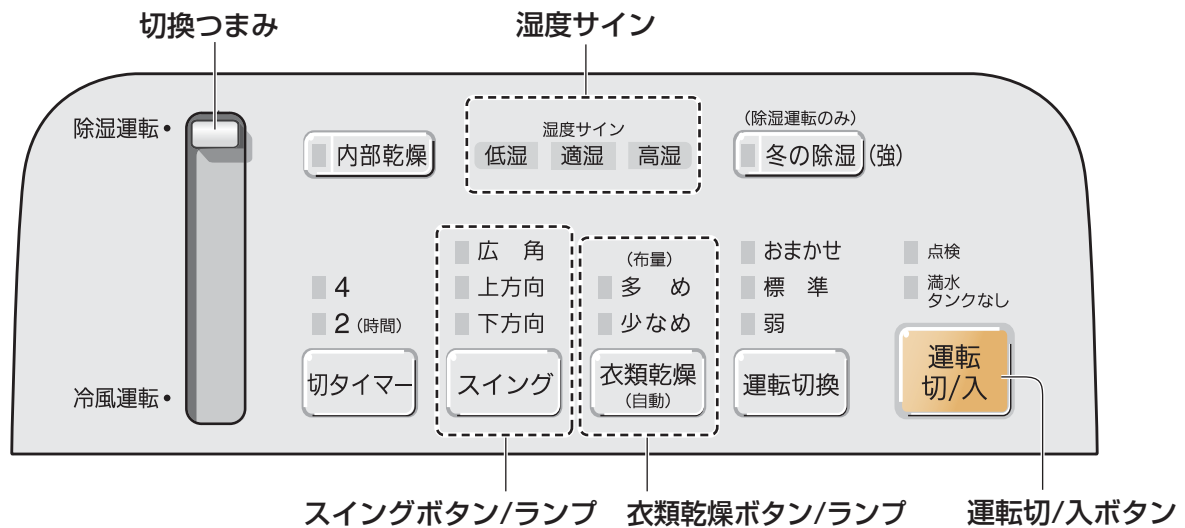 切換つまみ
湿度サイン
除湿運転•
内部乾燥
湿度サイン
低湿 適湿 高湿
(除湿運転のみ)
冬の除湿 (強)
4
2(時間)
切タイマー
広 角
上方向
下方向
スイング
(布量)
多 め
少なめ
衣類乾燥
(自動)
おまかせ
標 準
弱
運転切換
点検
満水
タンクなし
運転
切/入
冷風運転•
スイングボタン/ランプ
衣類乾燥ボタン/ランプ
運転切/入ボタン